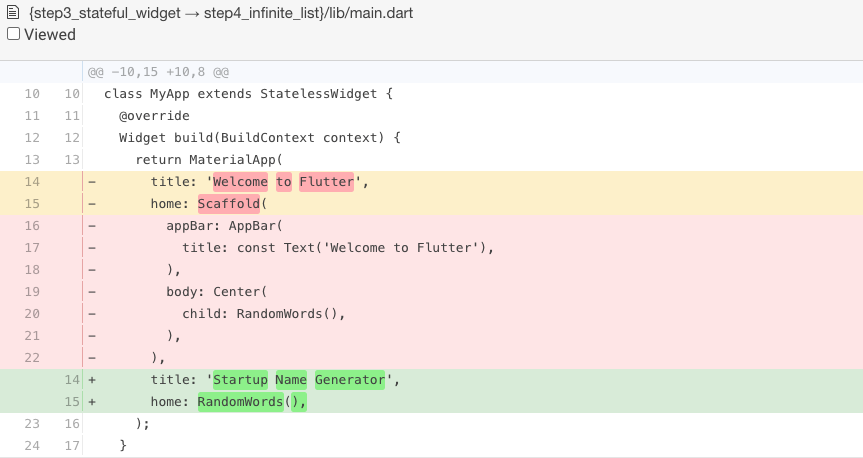 {step3_stateful_widget → step4_infinite_list}/lib/main.dart
Viewed
@@ −10,15 +10,8 @@
10 10 class MyApp extends StatelessWidget {
11 11 @override
12 12 Widget build(BuildContext context) {
13 13 return MaterialApp(
14 − title: 'Welcome to Flutter',
15 − home: Scaffold(
16 − appBar: AppBar(
17 − title: const Text('Welcome to Flutter'),
18 − ),
19 − body: Center(
20 − child: RandomWords(),
21 − ),
22 − ),
14 + title: 'Startup Name Generator',
15 + home: RandomWords(),
23 16 );
24 17 }